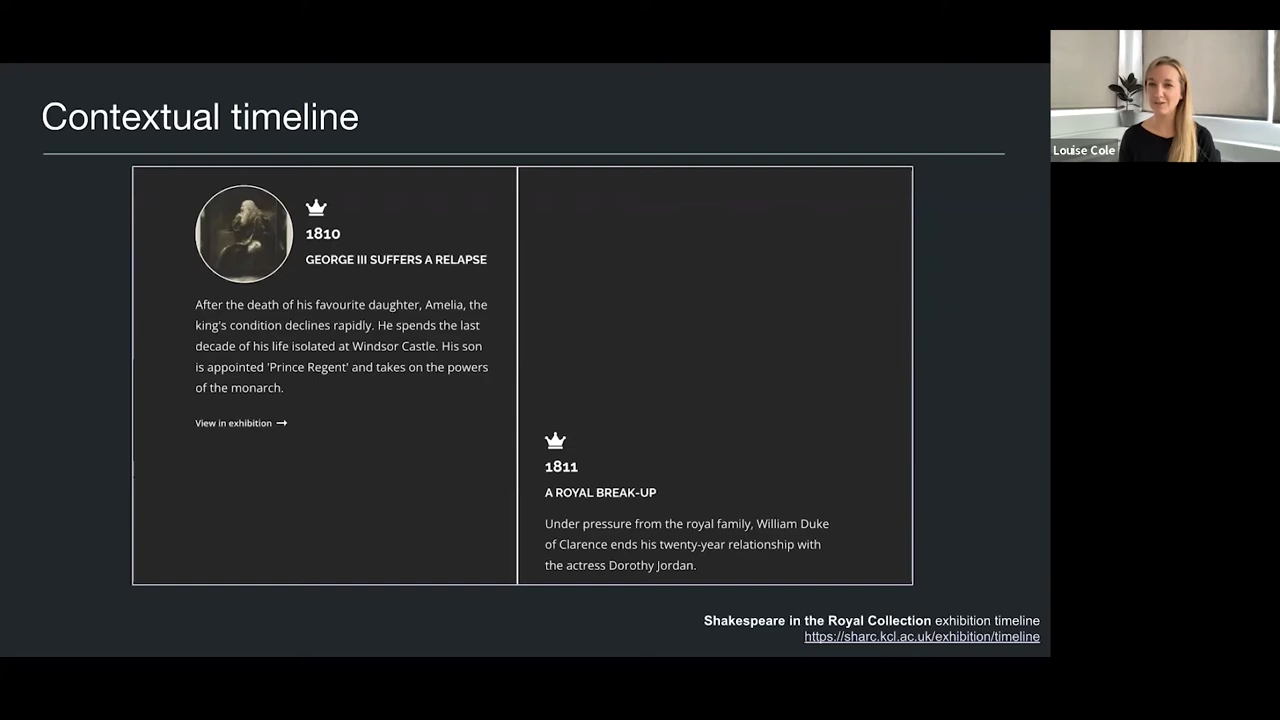 Contextual timeline
Louise Cole
1810
GEORGE III SUFFERS A RELAPSE
After the death of his favourite daughter, Amelia, the
king's condition declines rapidly. He spends the last
decade of his life isolated at Windsor Castle. His son
is appointed 'Prince Regent' and takes on the powers
of the monarch.
View in exhibition →
1811
A ROYAL BREAK-UP
Under pressure from the royal family, William Duke
of Clarence ends his twenty-year relationship with
the actress Dorothy Jordan.
Shakespeare in the Royal Collection exhibition timeline
https://sharc.kcl.ac.uk/exhibition/timeline